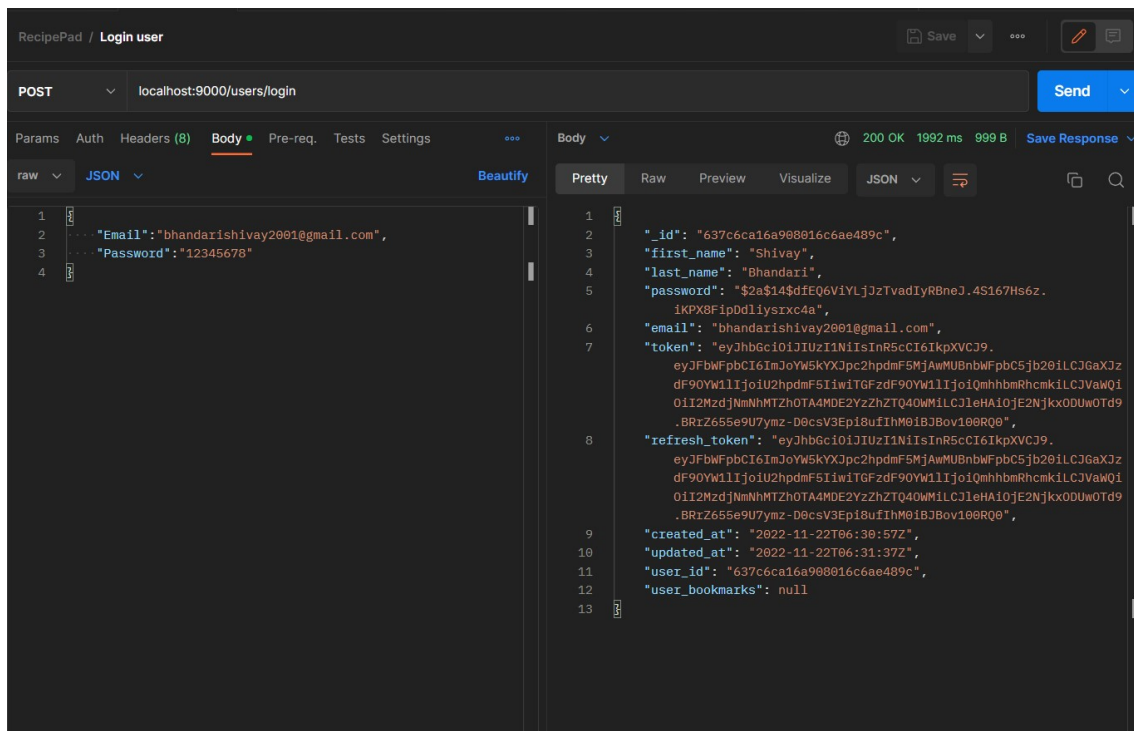 RecipePad / Login user
Save
POST
localhost:9000/users/login
Send
Params Auth Headers (8) Body Pre-req. Tests Settings
raw JSON Beautify
1 {
2 "Email":"bhandarishivay2001@gmail.com",
3 "Password":"12345678"
4 }
Body 200 OK 1992 ms 999 B Save Response
Pretty Raw Preview Visualize JSON
1 {
2 "_id": "637c6ca16a908016c6ae489c",
3 "first_name": "Shivay",
4 "last_name": "Bhandari",
5 "password": "$2a$14$dfEQ6ViYLjJzTvadIyRBneJ.4S167Hs6z.
iKPX8FipDdliysrxc4a",
6 "email": "bhandarishivay2001@gmail.com",
7 "token": "eyJhbGciOiJIUzI1NiIsInR5cCI6IkpXVCJ9.
eyJFbWFpbCI6ImJoYW5kYXJpc2hpdmF5MjAwMUBnbWFpbC5jb20iLCJGaXJz
dF9OYW1lIjoiU2hpdmF5IiwiTGFzdF9OYW1lIjoiQmhhbmRhcmkiLCJVaWQi
OiI2MzdjNmNhMTZhOTA4MDE2YzZhZTQ4OWMiLCJleHAiOjE2NjkxODUwOTd9
.BRrZ655e9U7ymz-D0csV3Epi8ufIhM0iBJBov100RQ0",
8 "refresh_token": "eyJhbGciOiJIUzI1NiIsInR5cCI6IkpXVCJ9.
eyJFbWFpbCI6ImJoYW5kYXJpc2hpdmF5MjAwMUBnbWFpbC5jb20iLCJGaXJz
dF9OYW1lIjoiU2hpdmF5IiwiTGFzdF9OYW1lIjoiQmhhbmRhcmkiLCJVaWQi
OiI2MzdjNmNhMTZhOTA4MDE2YzZhZTQ4OWMiLCJleHAiOjE2NjkxODUwOTd9
.BRrZ655e9U7ymz-D0csV3Epi8ufIhM0iBJBov100RQ0",
9 "created_at": "2022-11-22T06:30:57Z",
10 "updated_at": "2022-11-22T06:31:37Z",
11 "user_id": "637c6ca16a908016c6ae489c",
12 "user_bookmarks": null
13 }